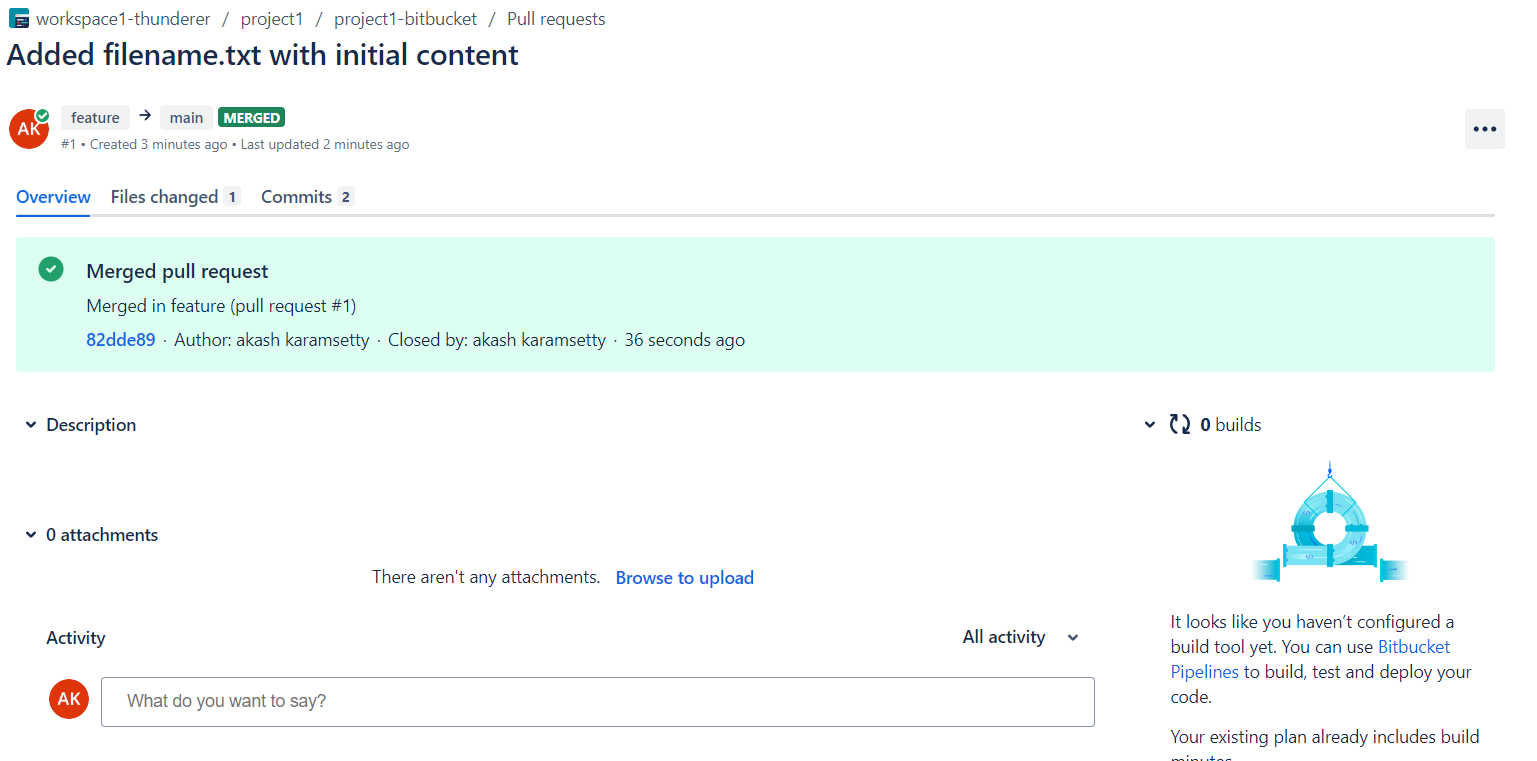 workspace1-thunderer / project1 / project1-bitbucket / Pull requests
Added filename.txt with initial content
AK feature → main MERGED
#1 • Created 3 minutes ago • Last updated 2 minutes ago
Overview Files changed 1 Commits 2
Merged pull request
Merged in feature (pull request #1)
82dde89 · Author: akash karamsetty · Closed by: akash karamsetty · 36 seconds ago
Description
0 attachments
There aren't any attachments. Browse to upload
Activity All activity
AK What do you want to say?
0 builds
It looks like you haven’t configured a
build tool yet. You can use Bitbucket
Pipelines to build, test and deploy your
code.
Your existing plan already includes build
minutes